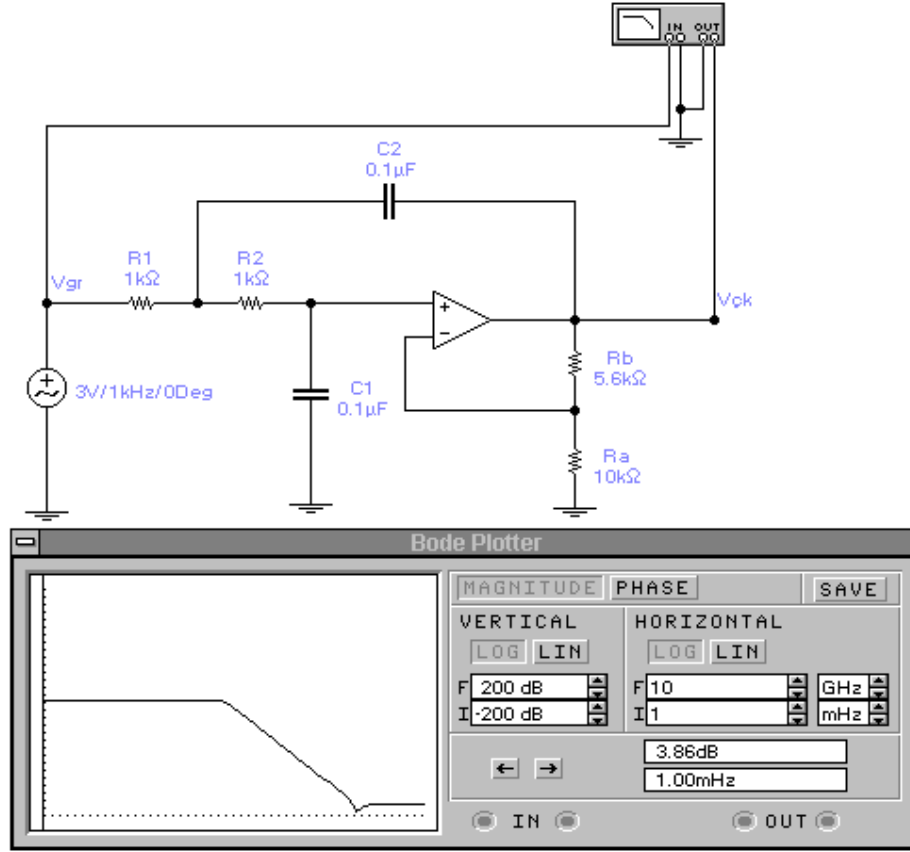 IN OUT
C2
0.1µF
R1
1kΩ
R2
1kΩ
Vgr
Vçk
+
-
3V/1kHz/0Deg
C1
0.1µF
Rb
5.6kΩ
Ra
10kΩ
Bode Plotter
MAGNITUDE PHASE SAVE
VERTICAL HORIZONTAL
LOG LIN LOG LIN
F 200 dB F 10 GHz
I -200 dB I 1 mHz
3.86dB
1.00mHz
IN OUT